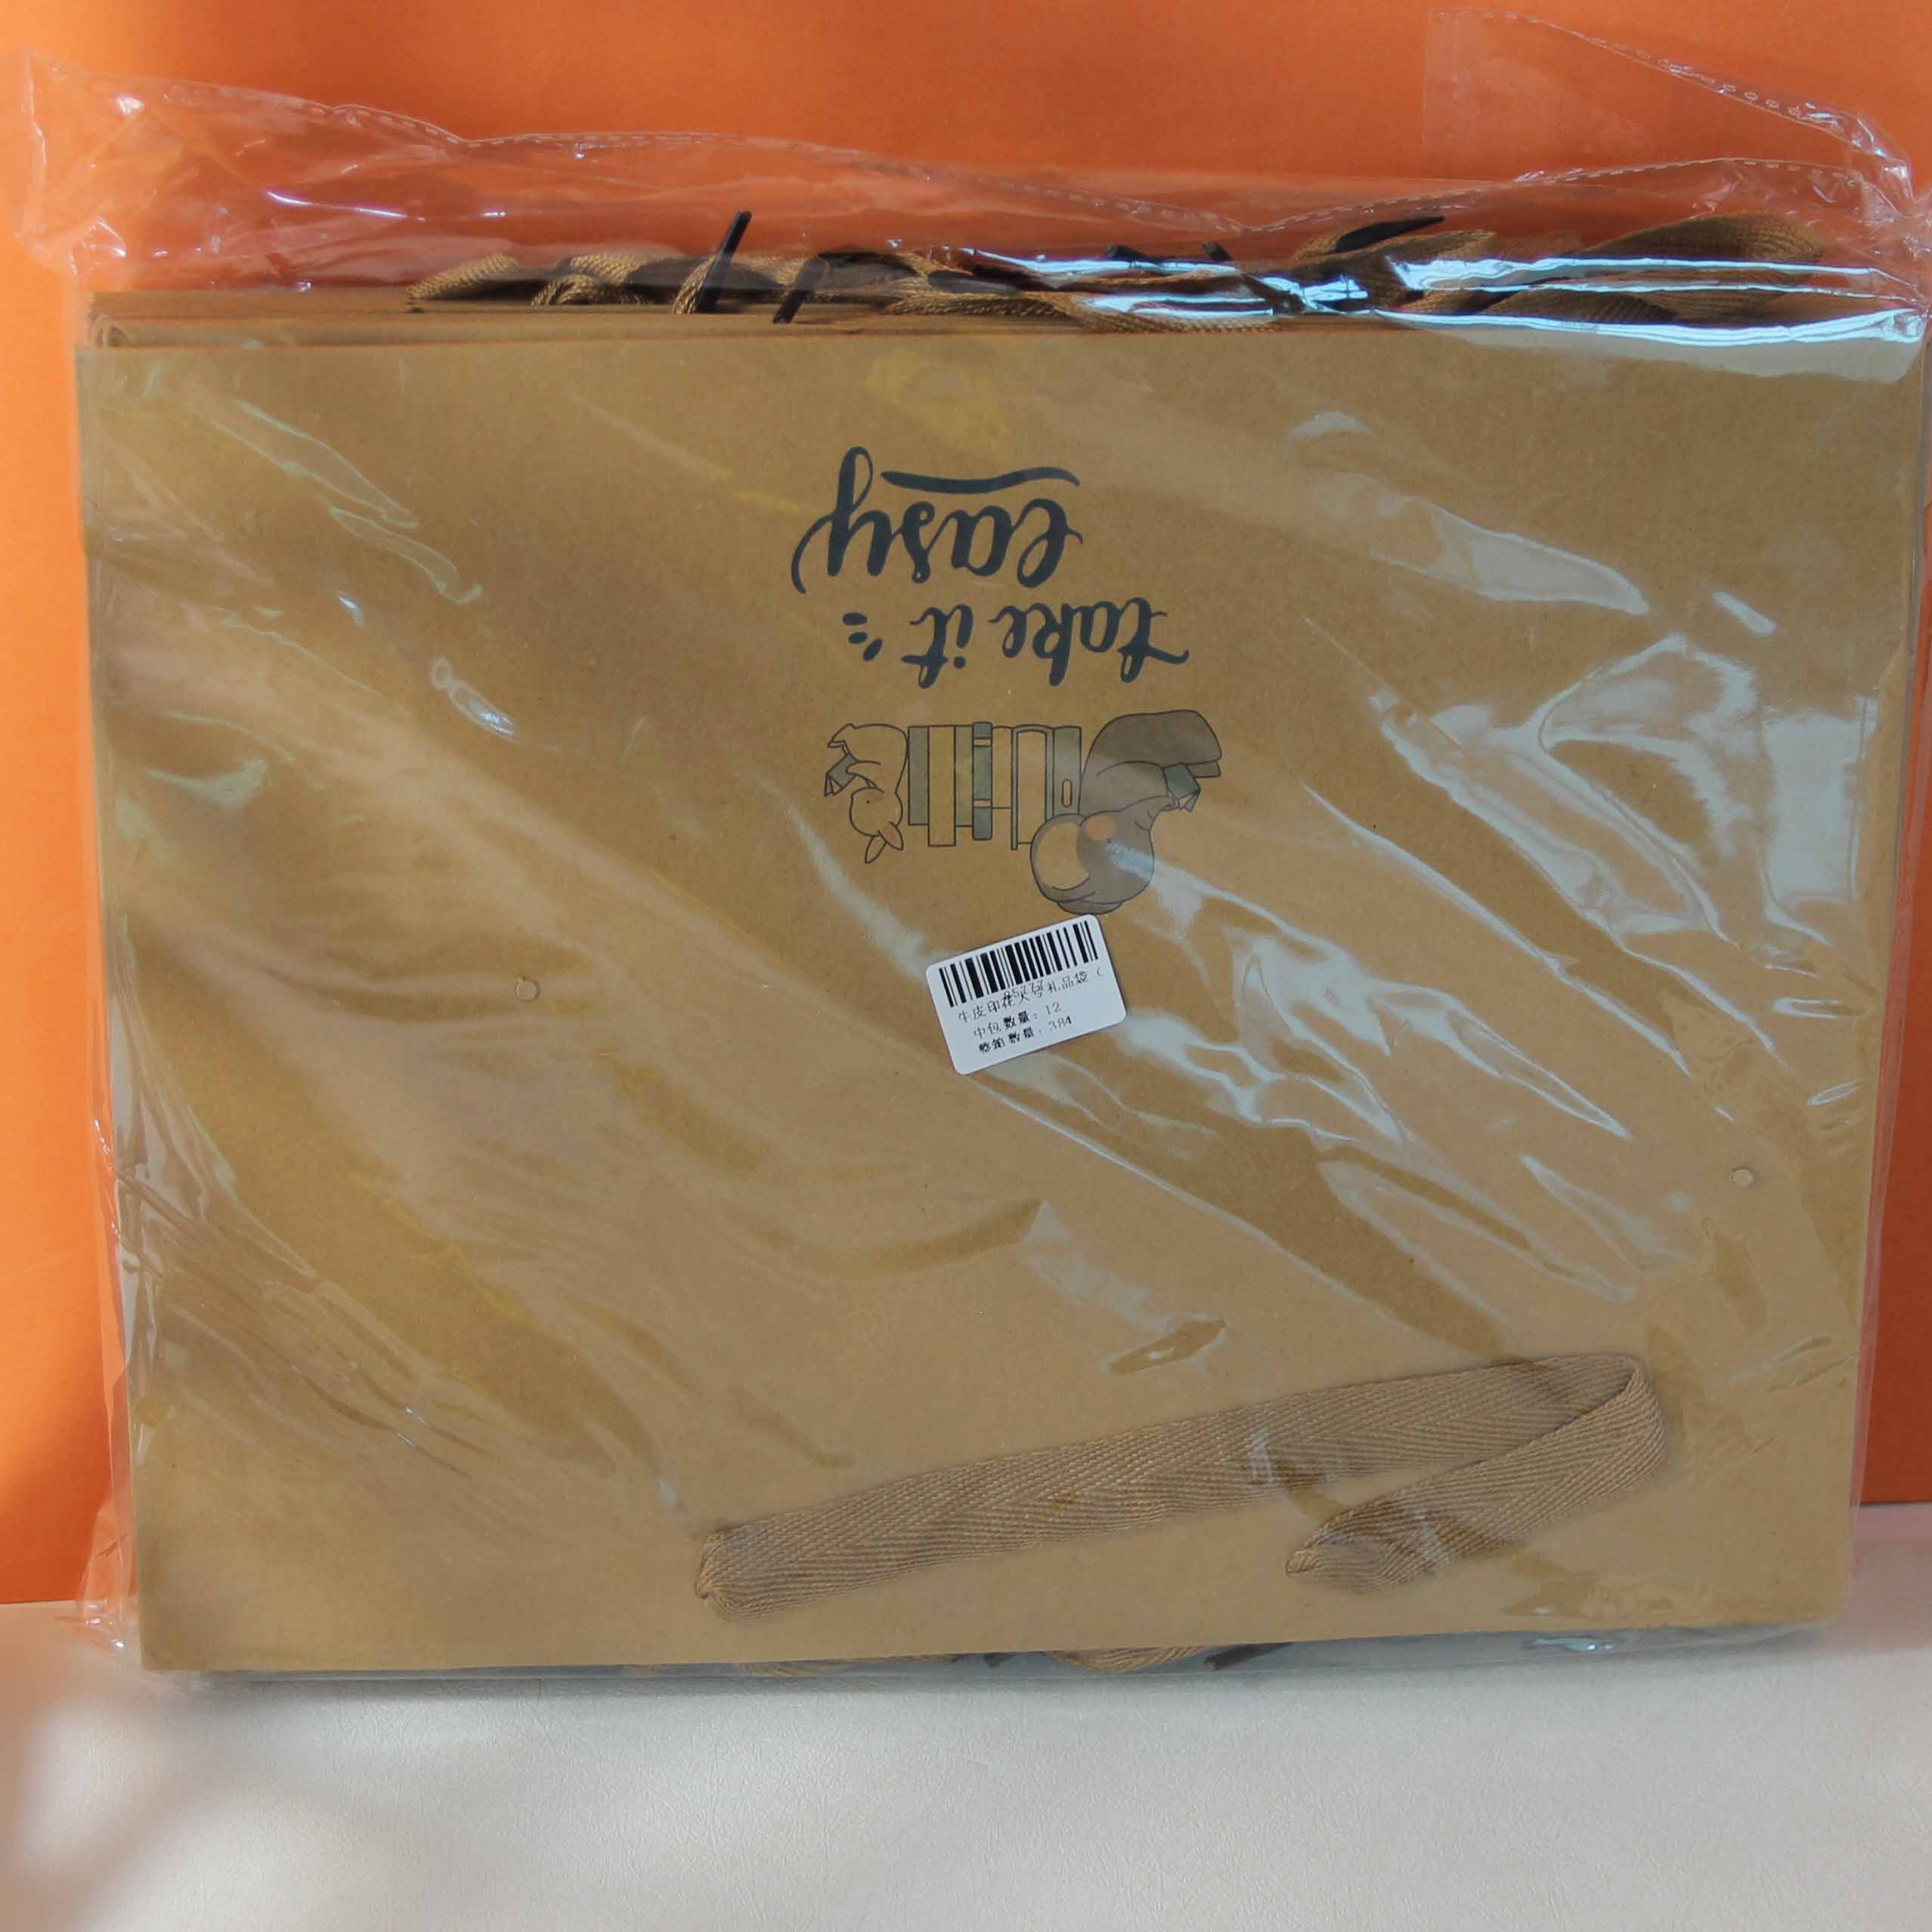 take it
easy
95777
牛皮印花大号礼品袋（
中包数量：12
整箱数量：384